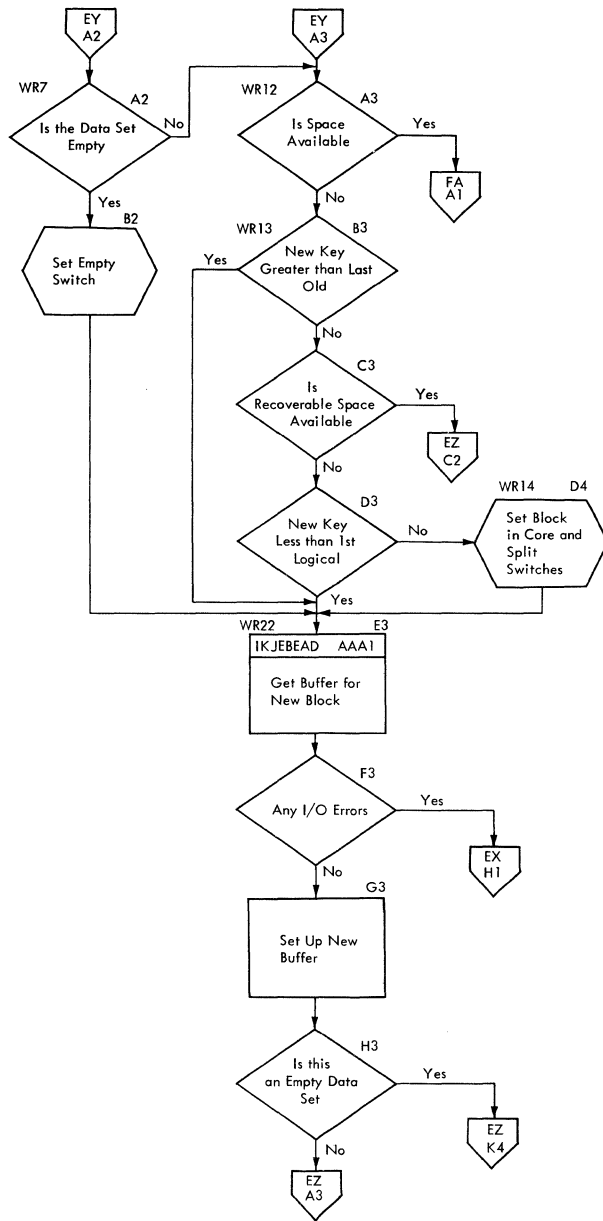 EY
A2
EY
A3
WR7
A2
Is the Data Set
Empty
No
Yes
WR12
A3
Is Space
Available
Yes
FA
A1
No
B2
Set Empty
Switch
WR13
B3
New Key
Greater than Last
Old
Yes
No
C3
Is
Recoverable Space
Available
Yes
EZ
C2
No
D3
New Key
Less than 1st
Logical
No
Yes
WR14
D4
Set Block
in Core and
Split
Switches
WR22
E3
IKJEBEAD AAA1
Get Buffer for
New Block
F3
Any I/O Errors
Yes
EX
H1
No
G3
Set Up New
Buffer
H3
Is this
an Empty Data
Set
Yes
EZ
K4
No
EZ
A3